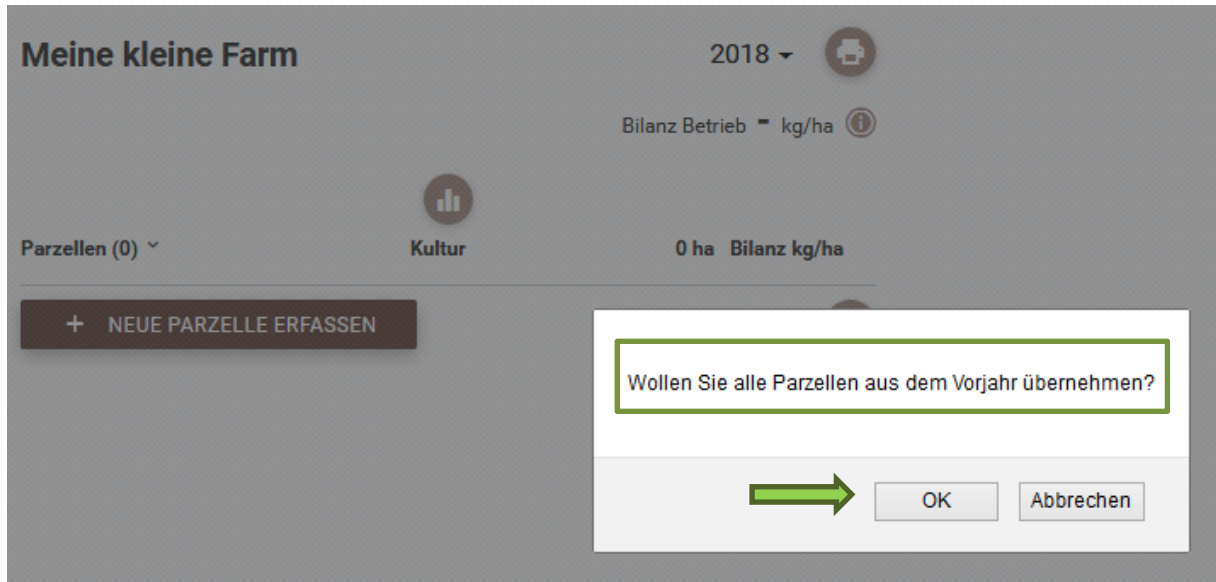 Meine kleine Farm
2018
Bilanz Betrieb - kg/ha
Parzellen (0) Kultur 0 ha Bilanz kg/ha
+ NEUE PARZELLE ERFASSEN
Wollen Sie alle Parzellen aus dem Vorjahr übernehmen?
OK Abbrechen